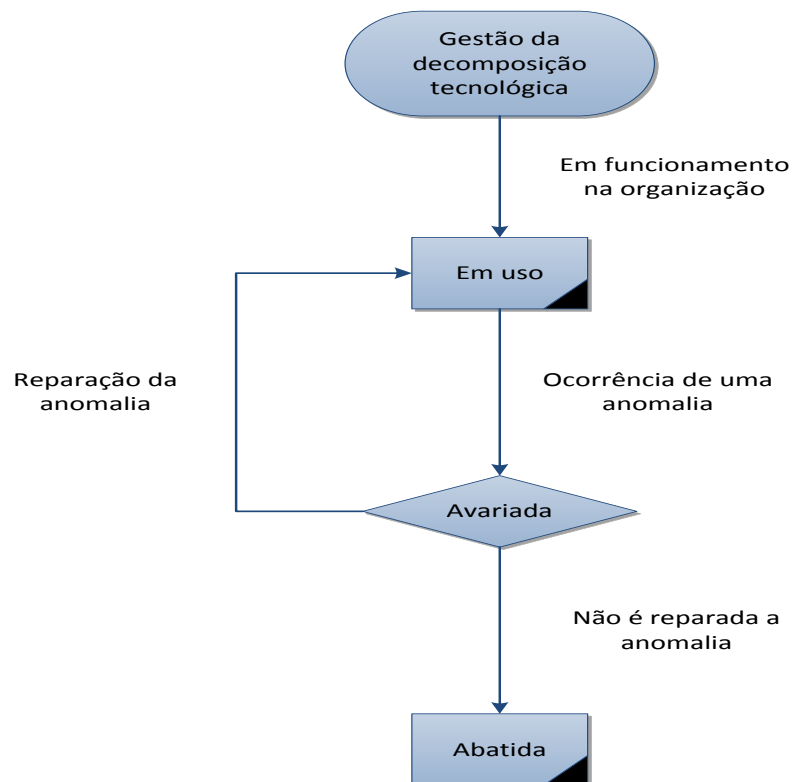 Gestão da
decomposição
tecnológica
Em funcionamento
na organização
Em uso
Reparação da
anomalia
Ocorrência de uma
anomalia
Avariada
Não é reparada a
anomalia
Abatida